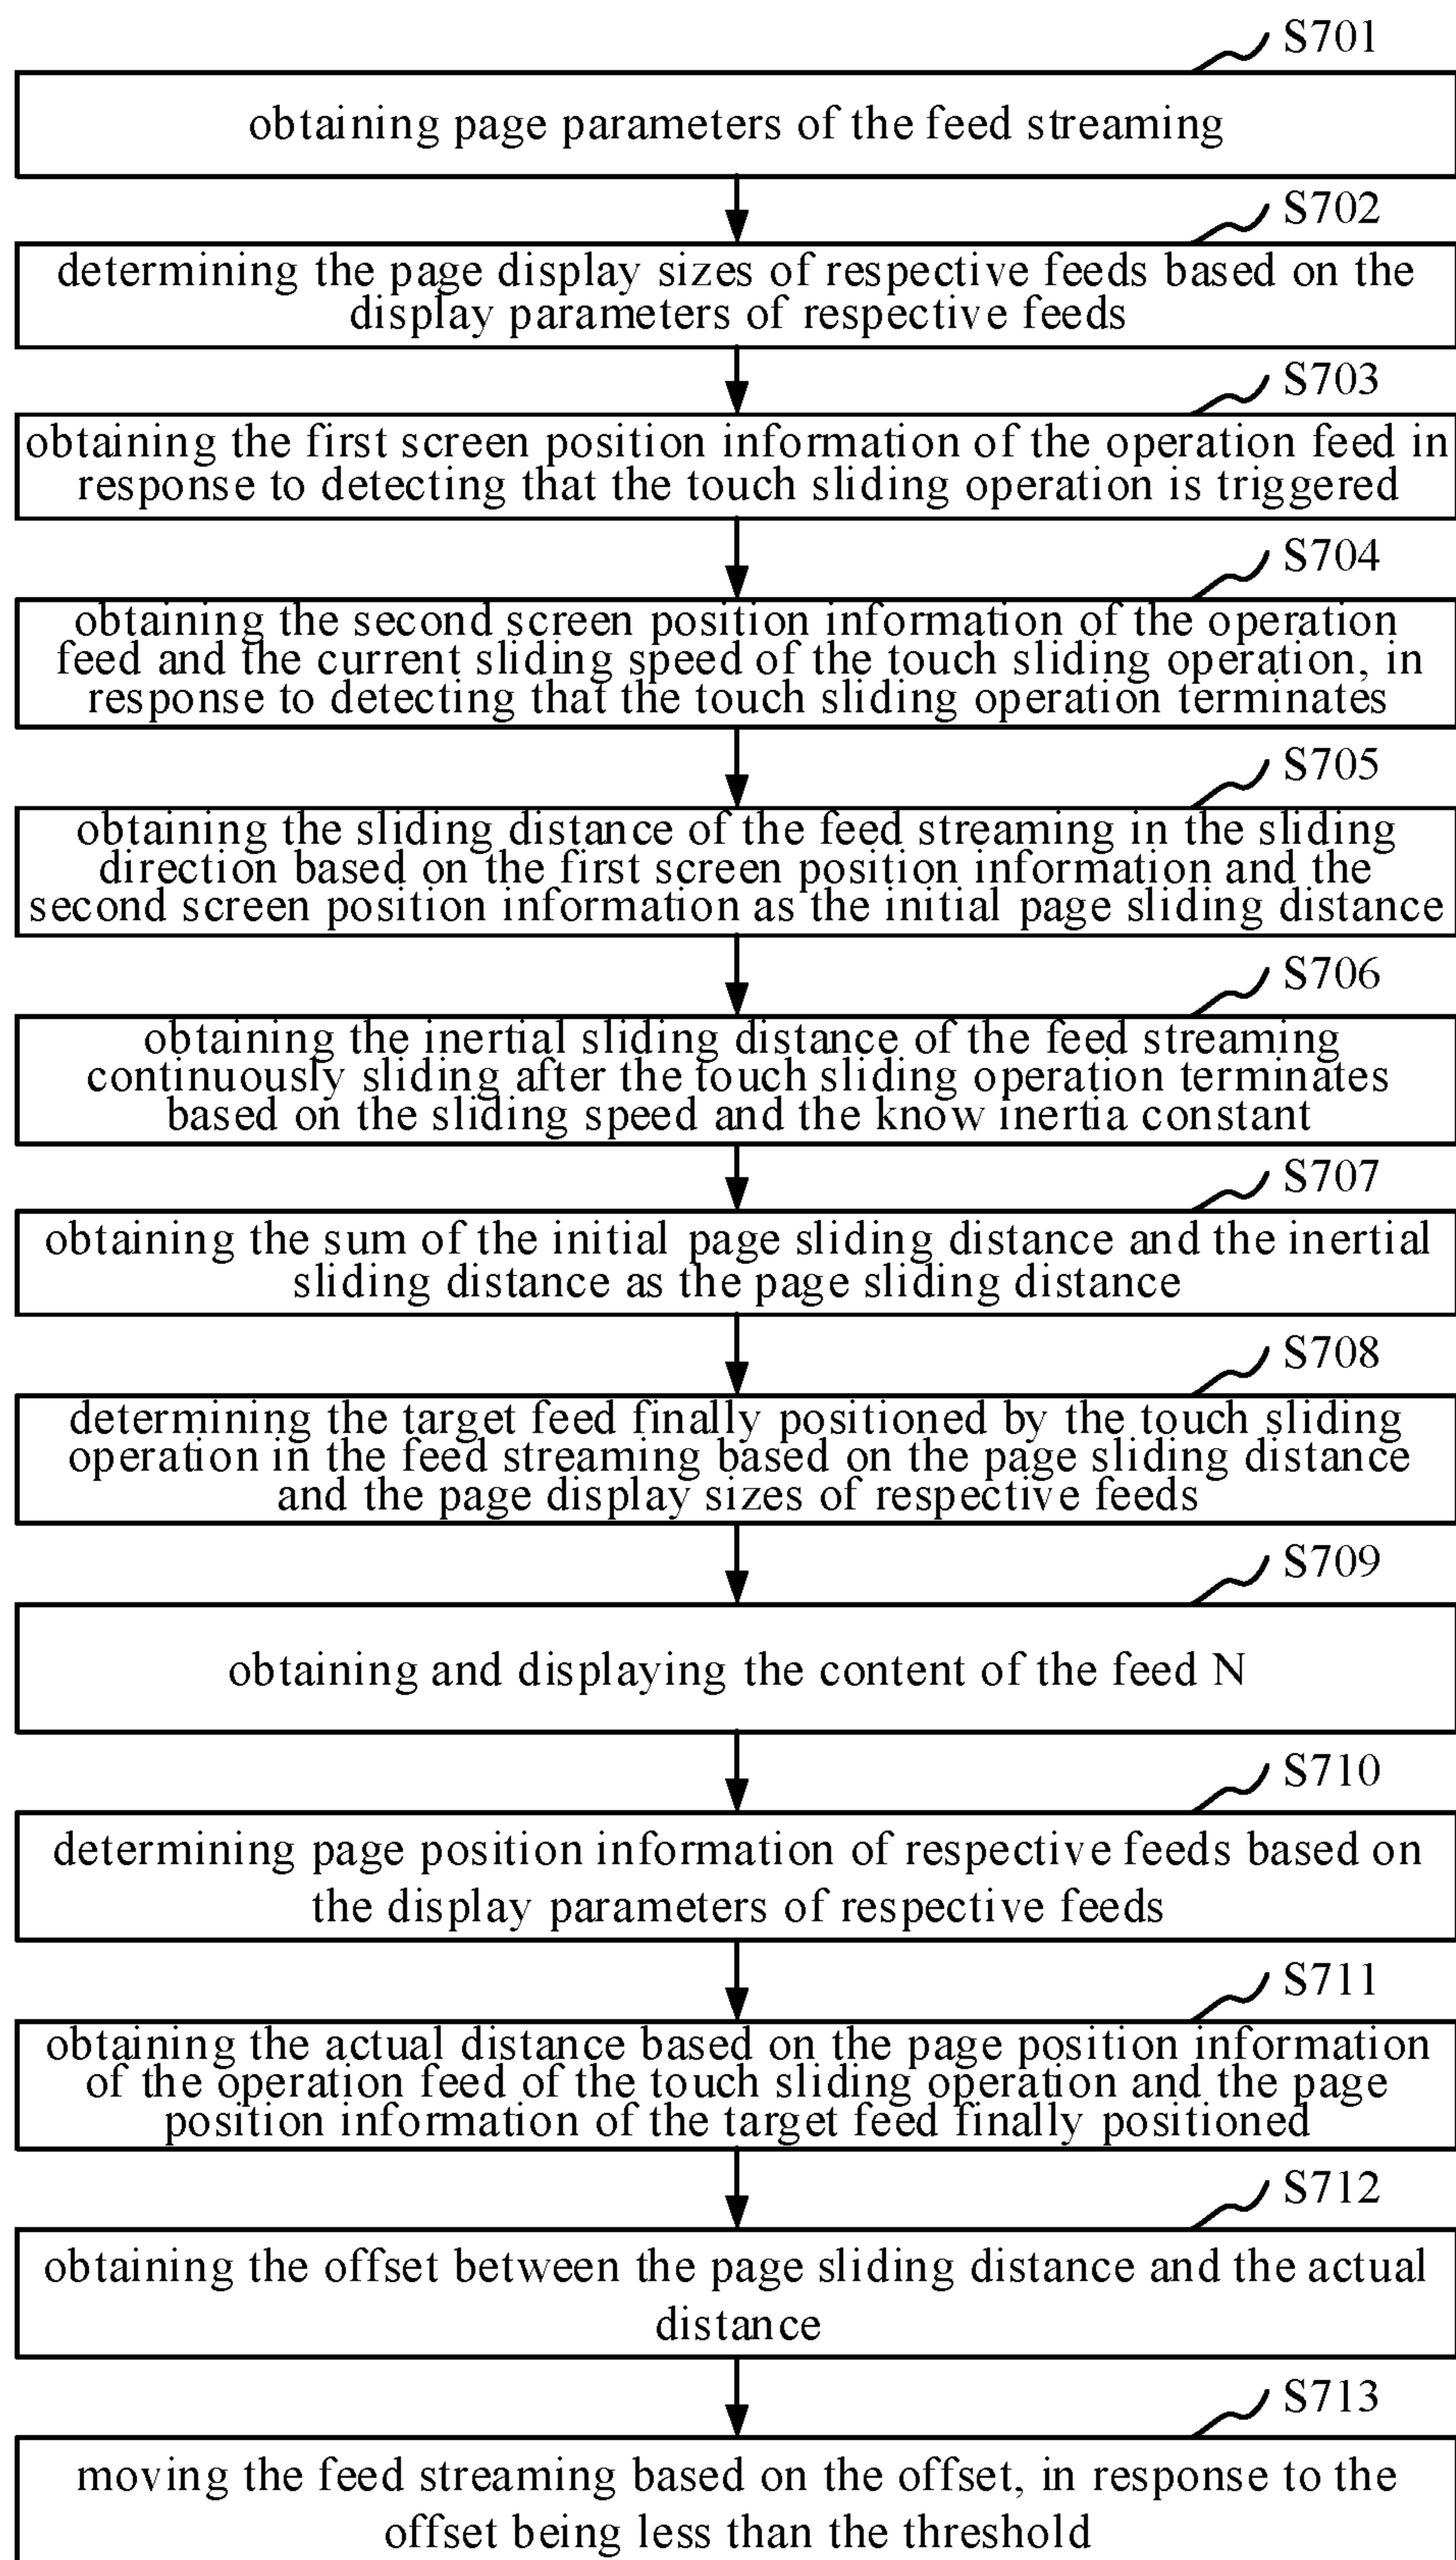 S701
obtaining page parameters of the feed streaming
S702
determining the page display sizes of respective feeds based on the
display parameters of respective feeds
S703
obtaining the first screen position information of the operation feed in
response to detecting that the touch sliding operation is triggered
S704
obtaining the second screen position information of the operation
feed and the current sliding speed of the touch sliding operation, in
response to detecting that the touch sliding operation terminates
S705
obtaining the sliding distance of the feed streaming in the sliding
direction based on the first screen position information and the
second screen position information as the initial page sliding distance
S706
obtaining the inertial sliding distance of the feed streaming
continuously sliding after the touch sliding operation terminates
based on the sliding speed and the know inertia constant
S707
obtaining the sum of the initial page sliding distance and the inertial
sliding distance as the page sliding distance
S708
determining the target feed finally positioned by the touch sliding
operation in the feed streaming based on the page sliding distance
and the page display sizes of respective feeds
S709
obtaining and displaying the content of the feed N
S710
determining page position information of respective feeds based on
the display parameters of respective feeds
S711
obtaining the actual distance based on the page position information
of the operation feed of the touch sliding operation and the page
position information of the target feed finally positioned
S712
obtaining the offset between the page sliding distance and the actual
distance
S713
moving the feed streaming based on the offset, in response to the
offset being less than the threshold